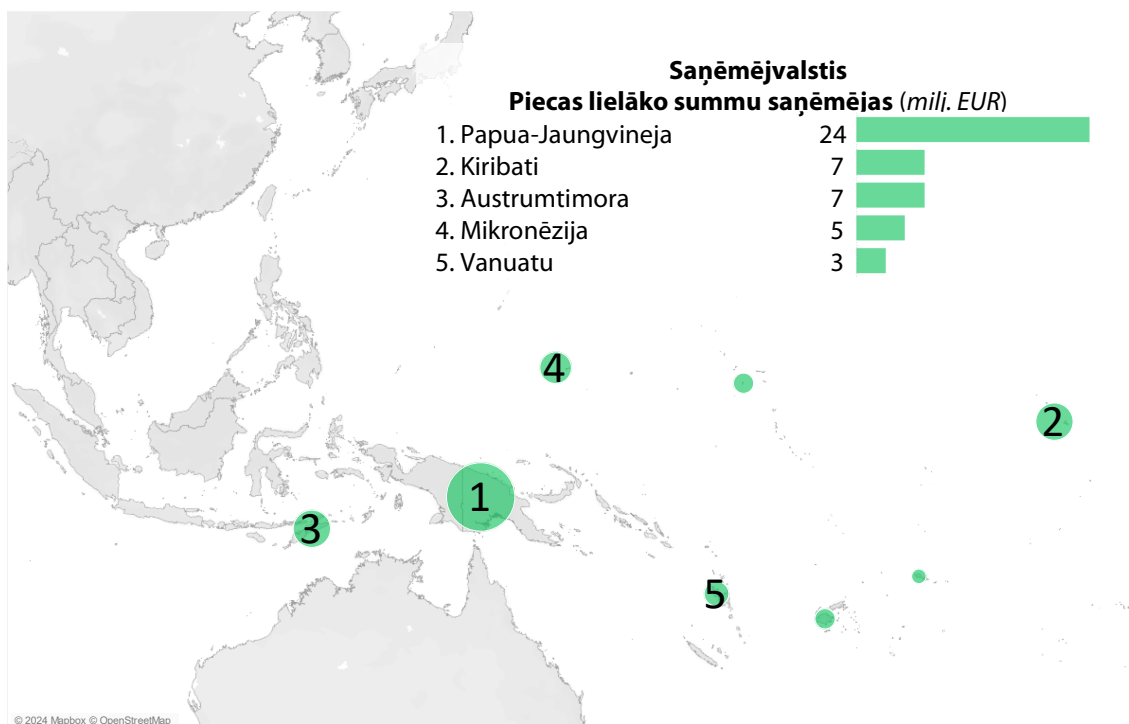 Saņēmējvalstis
Piecas lielāko summu saņēmējas (milj. EUR)
1. Papua-Jaungvineja 24
2. Kiribati 7
3. Austrumtimora 7
4. Mikronēzija 5
5. Vanuatu 3
4
2
1
3
5
© 2024 Mapbox © OpenStreetMap